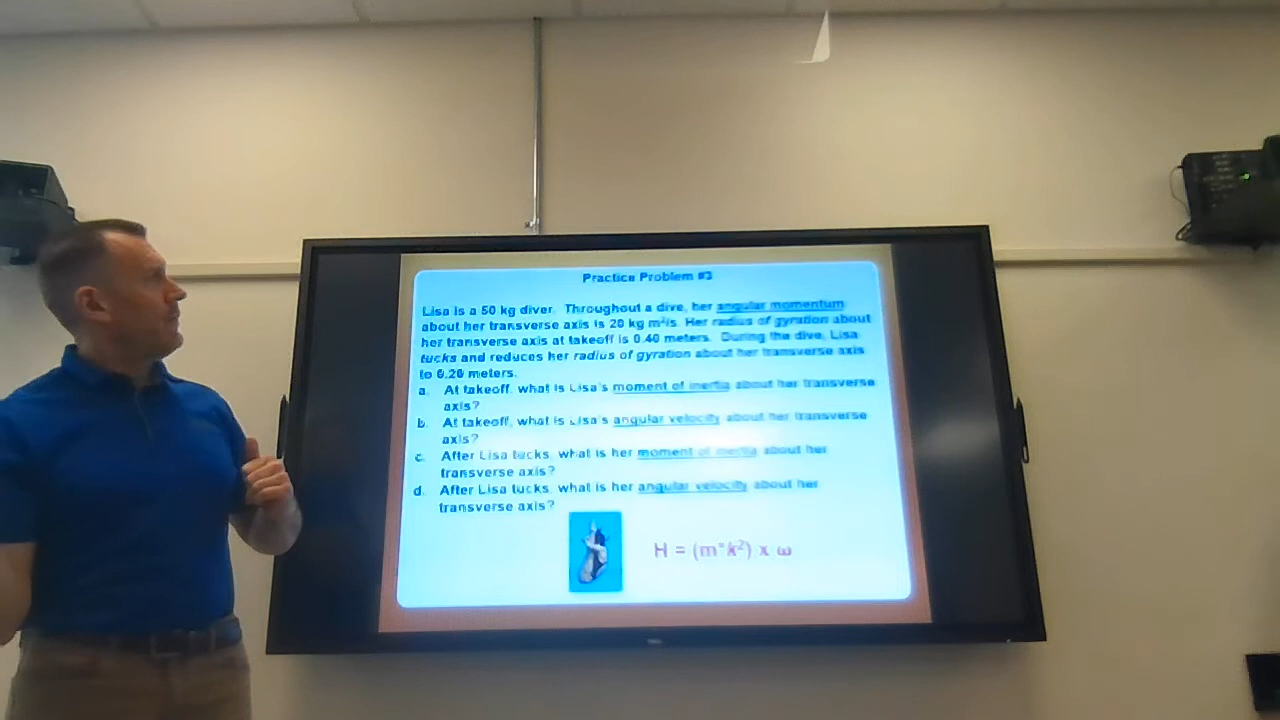 Practice Problem #3
Lisa is a 50 kg diver. Throughout a dive, her angular momentum
about her transverse axis is 20 kg m²/s. Her radius of gyration about
her transverse axis at takeoff is 0.40 meters. During the dive, Lisa
tucks and reduces her radius of gyration about her transverse axis
to 0.20 meters.
a. At takeoff, what is Lisa's moment of inertia about her transverse
axis?
b. At takeoff, what is Lisa's angular velocity about her transverse
axis?
c. After Lisa tucks, what is her moment of inertia about her
transverse axis?
d. After Lisa tucks, what is her angular velocity about her
transverse axis?
H = (m*k²) x ω